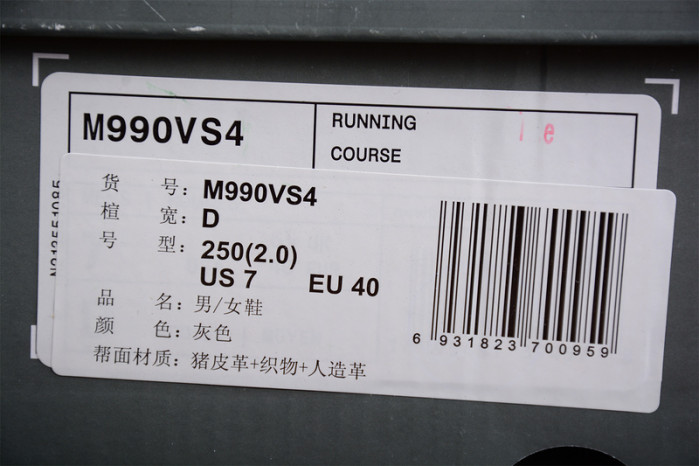 M990VS4
RUNNING
COURSE
货 号: M990VS4
楦 宽: D
号 型: 250(2.0)
US 7 EU 40
品 名: 男/女鞋
颜 色: 灰色
帮面材质: 猪皮革+织物+人造革
6 931823 700959